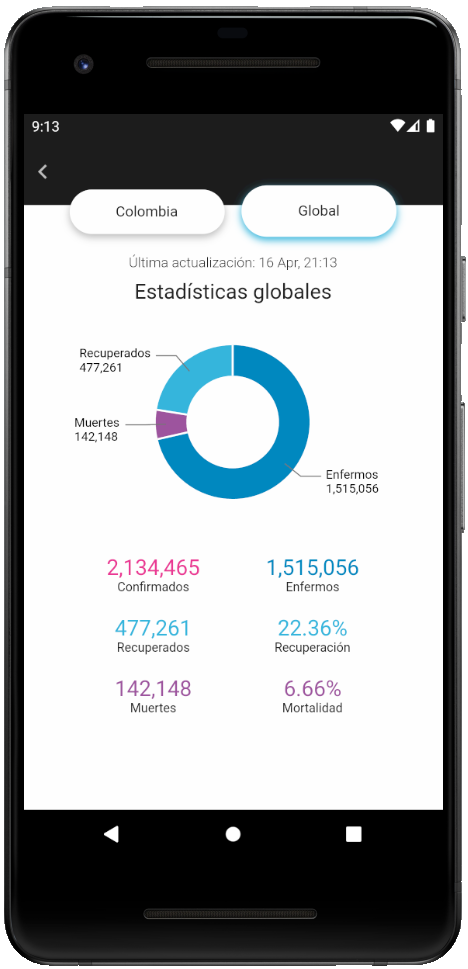 9:13
Colombia
Global
Última actualización: 16 Apr, 21:13
Estadísticas globales
Recuperados
477,261
Muertes
142,148
Enfermos
1,515,056
2,134,465
Confirmados
1,515,056
Enfermos
477,261
Recuperados
22.36%
Recuperación
142,148
Muertes
6.66%
Mortalidad